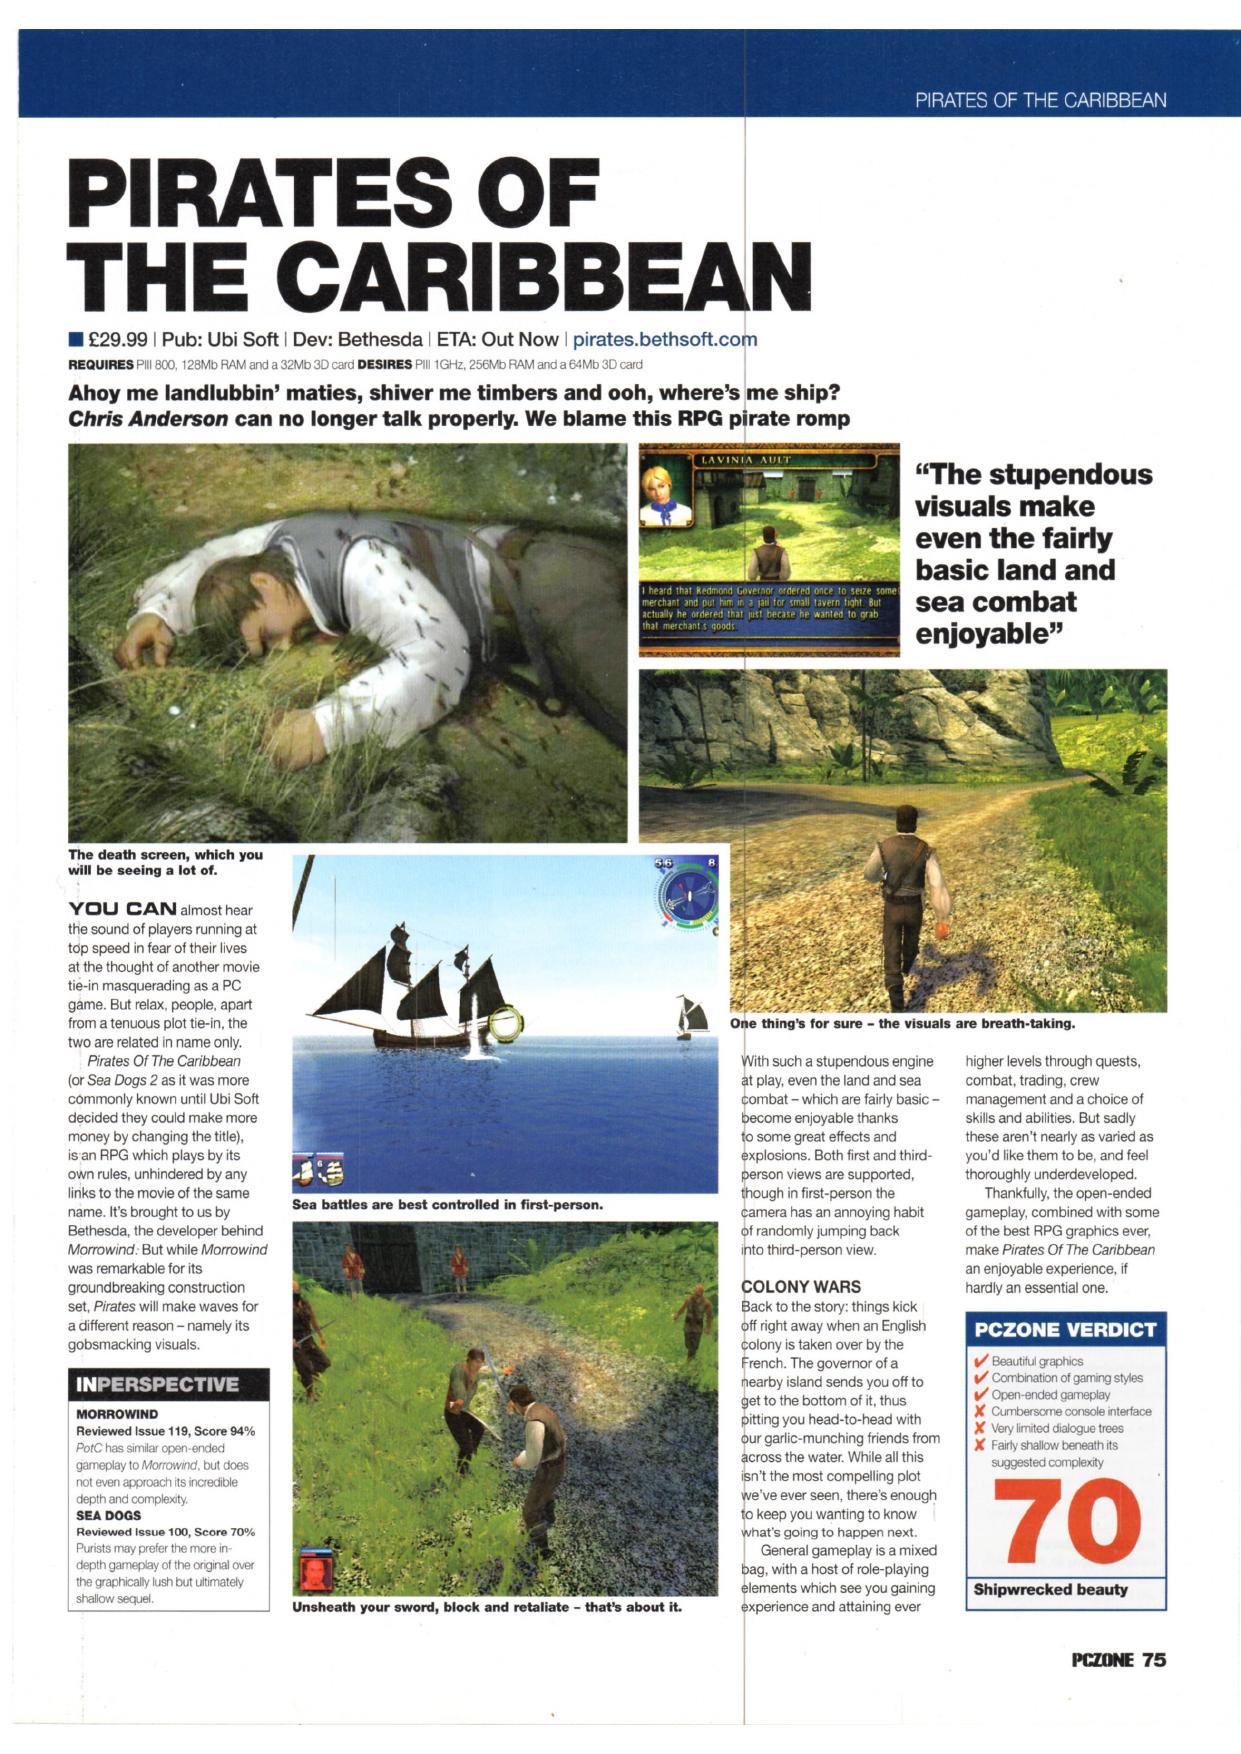 PIRATES OF THE CARIBBEAN
PIRATES OF
THE CARIBBEAN
£29.99 | Pub: Ubi Soft | Dev: Bethesda | ETA: Out Now | pirates.bethsoft.com
REQUIRES PIII 800, 128Mb RAM and a 32Mb 3D card DESIRES PIII 1GHz, 256Mb RAM and a 64Mb 3D card
Ahoy me landlubbin' maties, shiver me timbers and ooh, where's me ship?
Chris Anderson can no longer talk properly. We blame this RPG pirate romp
LAVINIA AULT
I heard that Redmond Governor ordered once to seize some
merchant and put him in a jail for small tavern fight. But
actually he ordered that just becase he wanted to grab
that merchant's goods.
“The stupendous
visuals make
even the fairly
basic land and
sea combat
enjoyable”
The death screen, which you
will be seeing a lot of.
YOU CAN almost hear
the sound of players running at
top speed in fear of their lives
at the thought of another movie
tie-in masquerading as a PC
game. But relax, people, apart
from a tenuous plot tie-in, the
two are related in name only.
Pirates Of The Caribbean
(or Sea Dogs 2 as it was more
commonly known until Ubi Soft
decided they could make more
money by changing the title),
is an RPG which plays by its
own rules, unhindered by any
links to the movie of the same
name. It's brought to us by
Bethesda, the developer behind
Morrowind. But while Morrowind
was remarkable for its
groundbreaking construction
set, Pirates will make waves for
a different reason – namely its
gobsmacking visuals.
INPERSPECTIVE
MORROWIND
Reviewed Issue 119, Score 94%
PotC has similar open-ended
gameplay to Morrowind, but does
not even approach its incredible
depth and complexity.
SEA DOGS
Reviewed Issue 100, Score 70%
Purists may prefer the more in-
depth gameplay of the original over
the graphically lush but ultimately
shallow sequel.
56 8
6
Sea battles are best controlled in first-person.
Unsheath your sword, block and retaliate – that's about it.
One thing's for sure – the visuals are breath-taking.
With such a stupendous engine
at play, even the land and sea
combat – which are fairly basic –
become enjoyable thanks
to some great effects and
explosions. Both first and third-
person views are supported,
though in first-person the
camera has an annoying habit
of randomly jumping back
into third-person view.
COLONY WARS
Back to the story: things kick
off right away when an English
colony is taken over by the
French. The governor of a
nearby island sends you off to
get to the bottom of it, thus
pitting you head-to-head with
our garlic-munching friends from
across the water. While all this
isn't the most compelling plot
we've ever seen, there's enough
to keep you wanting to know
what's going to happen next.
General gameplay is a mixed
bag, with a host of role-playing
elements which see you gaining
experience and attaining ever
higher levels through quests,
combat, trading, crew
management and a choice of
skills and abilities. But sadly
these aren't nearly as varied as
you'd like them to be, and feel
thoroughly underdeveloped.
Thankfully, the open-ended
gameplay, combined with some
of the best RPG graphics ever,
make Pirates Of The Caribbean
an enjoyable experience, if
hardly an essential one.
PCZONE VERDICT
✓ Beautiful graphics
✓ Combination of gaming styles
✓ Open-ended gameplay
✗ Cumbersome console interface
✗ Very limited dialogue trees
✗ Fairly shallow beneath its
suggested complexity
70
Shipwrecked beauty
PCZONE 75